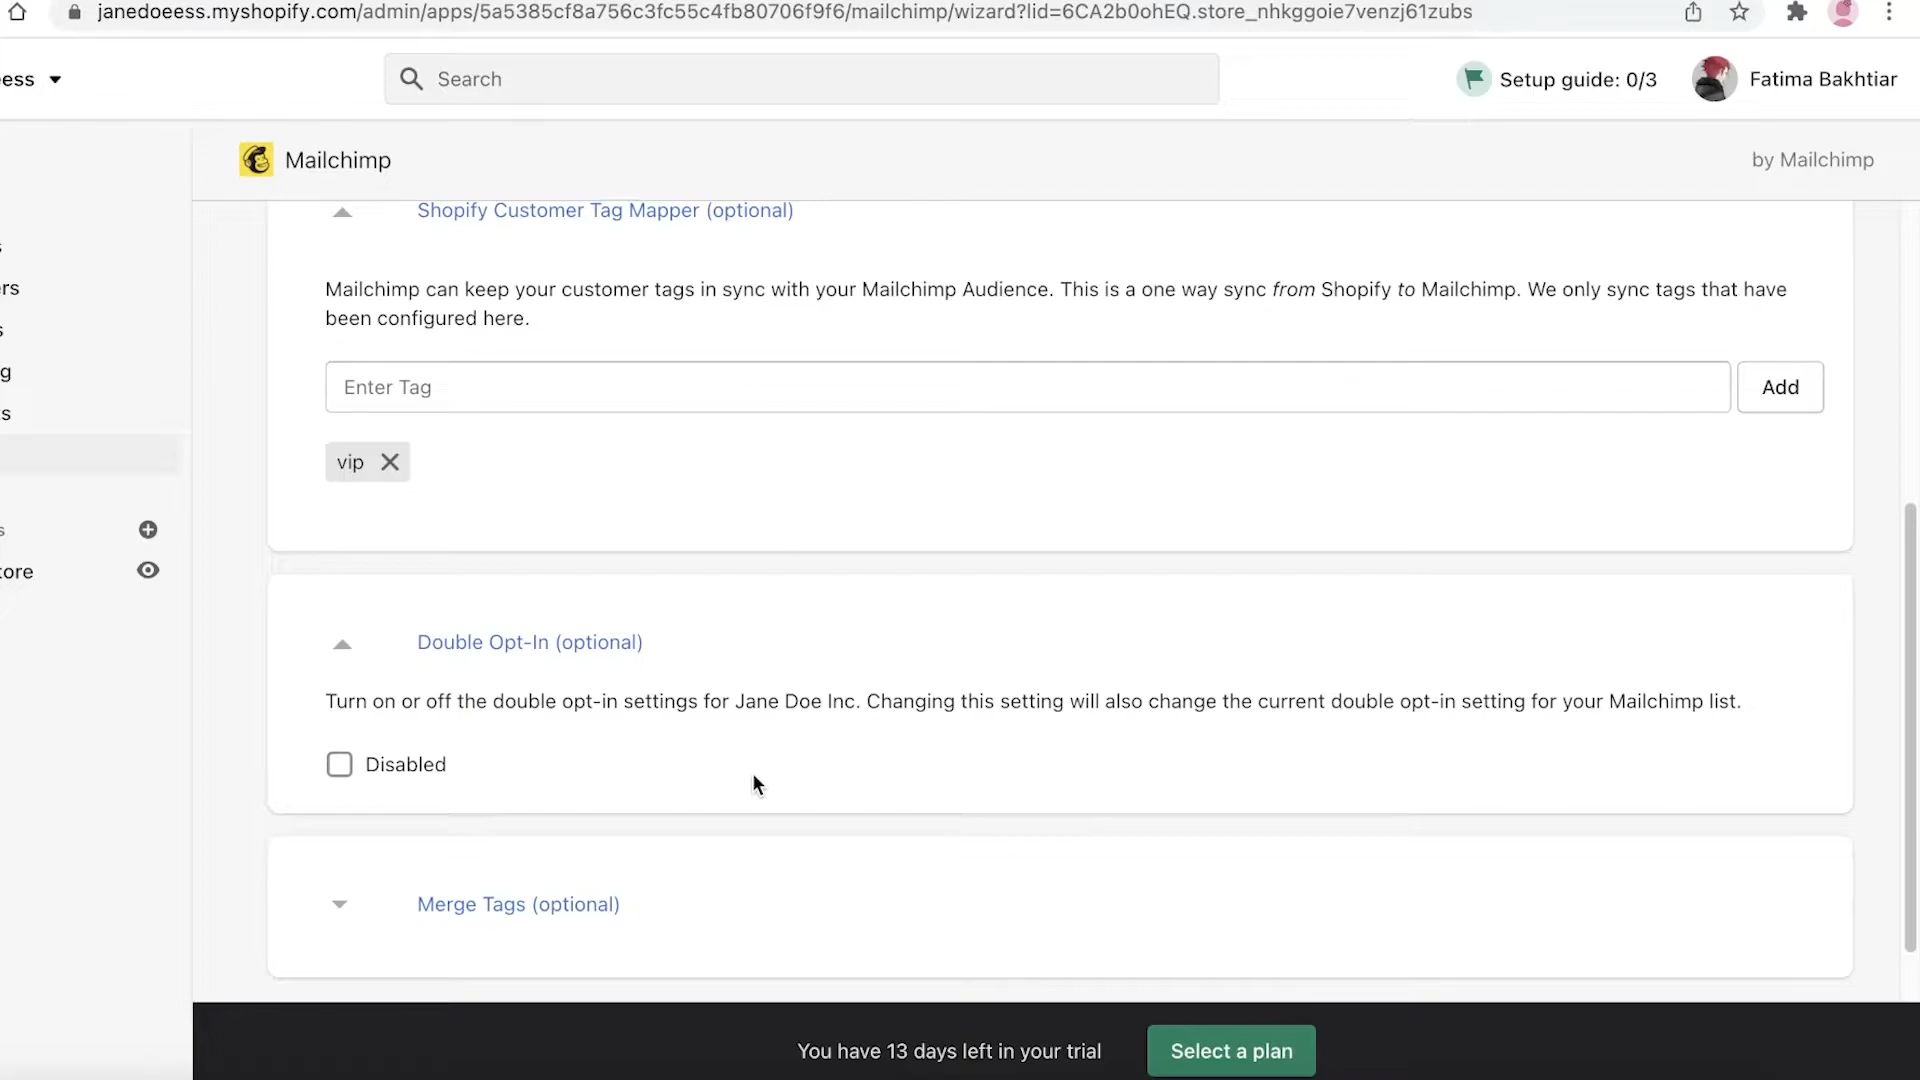 janedoeess.myshopify.com/admin/apps/5a5385cf8a756c3fc55c4fb80706f9f6/mailchimp/wizard?lid=6CA2b0ohEQ.store_nhkggoie7venzj61zubs
ess
Search
Setup guide: 0/3
Fatima Bakhtiar
Mailchimp
by Mailchimp
Shopify Customer Tag Mapper (optional)
Mailchimp can keep your customer tags in sync with your Mailchimp Audience. This is a one way sync from Shopify to Mailchimp. We only sync tags that have
been configured here.
Enter Tag
Add
vip
s
ers
s
g
ts
s
tore
Double Opt-In (optional)
Turn on or off the double opt-in settings for Jane Doe Inc. Changing this setting will also change the current double opt-in setting for your Mailchimp list.
Disabled
Merge Tags (optional)
You have 13 days left in your trial
Select a plan